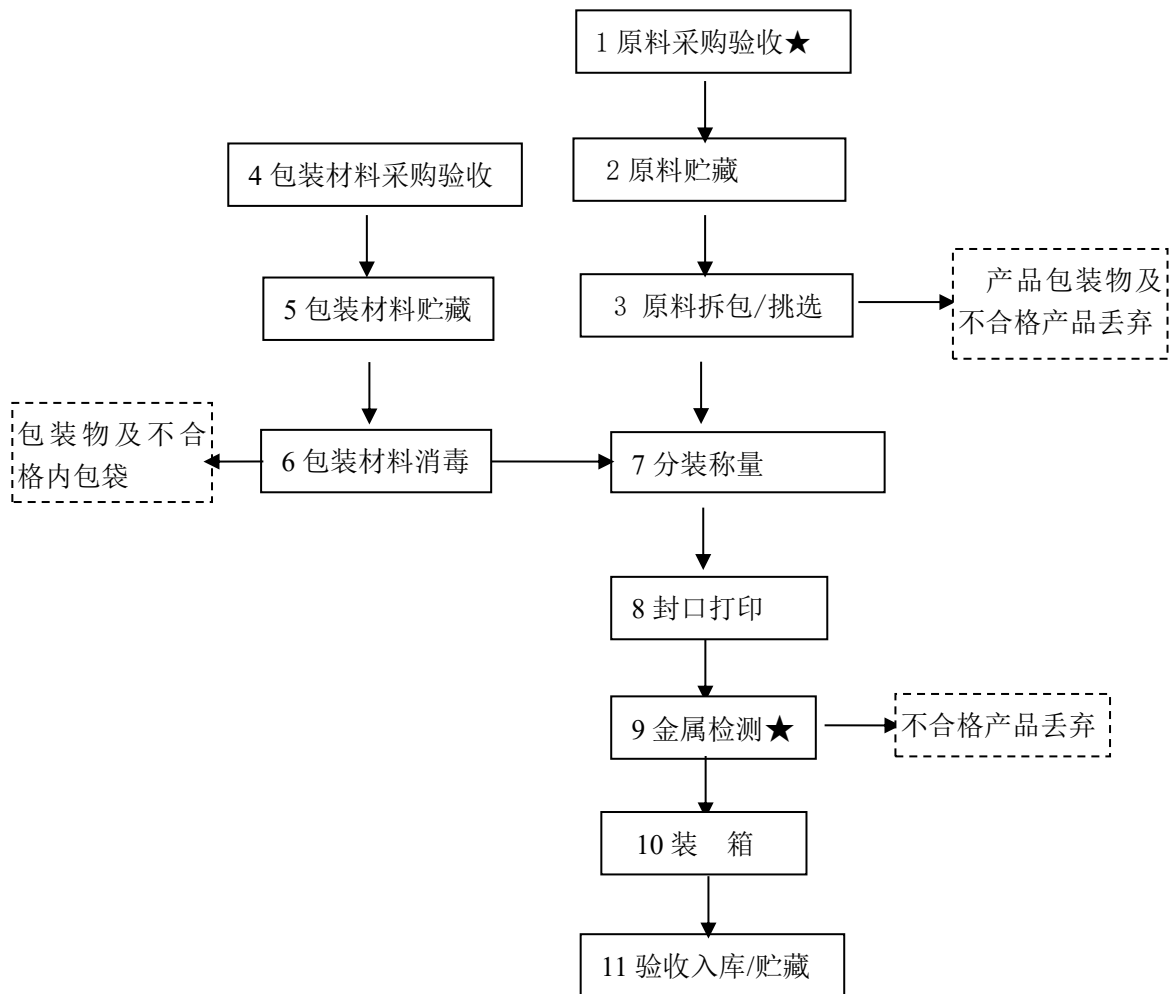 1 原料采购验收★
4 包装材料采购验收
2 原料贮藏
5 包装材料贮藏
3 原料拆包/挑选
产品包装物及
不合格产品丢弃
包装物及不合
格内包袋
6 包装材料消毒
7 分装称量
8 封口打印
9 金属检测★
不合格产品丢弃
10 装 箱
11 验收入库/贮藏